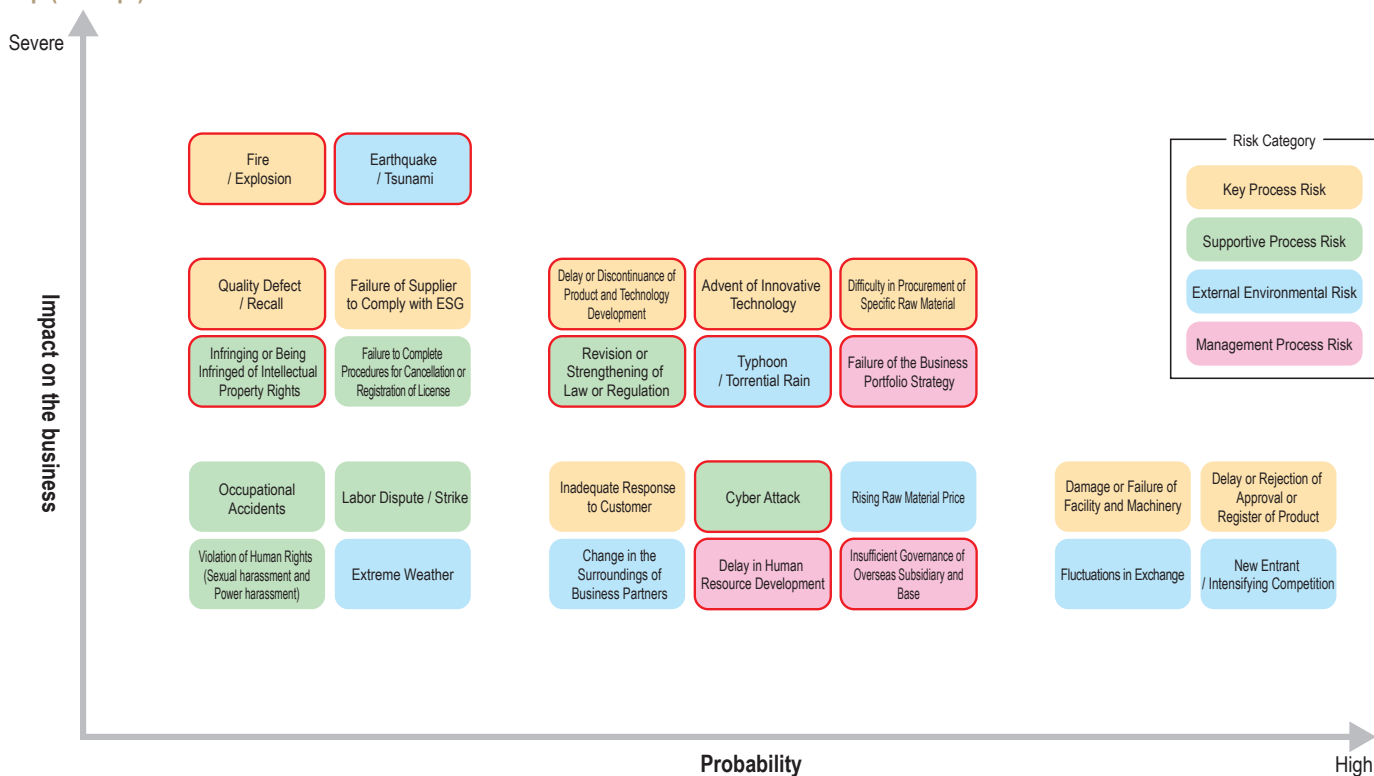 Severe
Fire
/ Explosion
Earthquake
/ Tsunami
Risk Category
Key Process Risk
Supportive Process Risk
External Environmental Risk
Management Process Risk
Impact on the business
Quality Defect
/ Recall
Failure of Supplier
to Comply with ESG
Delay or Discontinuance of
Product and Technology
Development
Advent of Innovative
Technology
Difficulty in Procurement of
Specific Raw Material
Infringing or Being
Infringed of Intellectual
Property Rights
Failure to Complete
Procedures for Cancellation or
Registration of License
Revision or
Strengthening of
Law or Regulation
Typhoon
/ Torrential Rain
Failure of the Business
Portfolio Strategy
Occupational
Accidents
Labor Dispute / Strike
Inadequate Response
to Customer
Cyber Attack
Rising Raw Material Price
Damage or Failure of
Facility and Machinery
Delay or Rejection of
Approval or
Register of Product
Violation of Human Rights
(Sexual harassment and
Power harassment)
Extreme Weather
Change in the
Surroundings of
Business Partners
Delay in Human
Resource Development
Insufficient Governance of
Overseas Subsidiary and
Base
Fluctuations in Exchange
New Entrant
/ Intensifying Competition
Probability
High